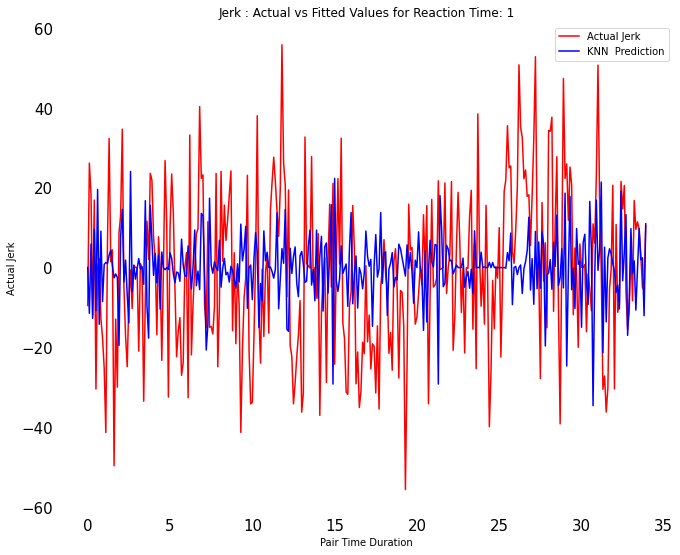 Jerk : Actual vs Fitted Values for Reaction Time: 1
Actual Jerk
KNN  Prediction
60
40
20
0
−20
−40
−60
Actual Jerk
0 5 10 15 20 25 30 35
Pair Time Duration